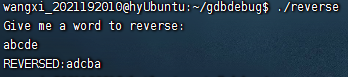 wangxi_2021192010@hyUbuntu:~/gdbdebug$ ./reverse
Give me a word to reverse:
abcde
REVERSED:adcba